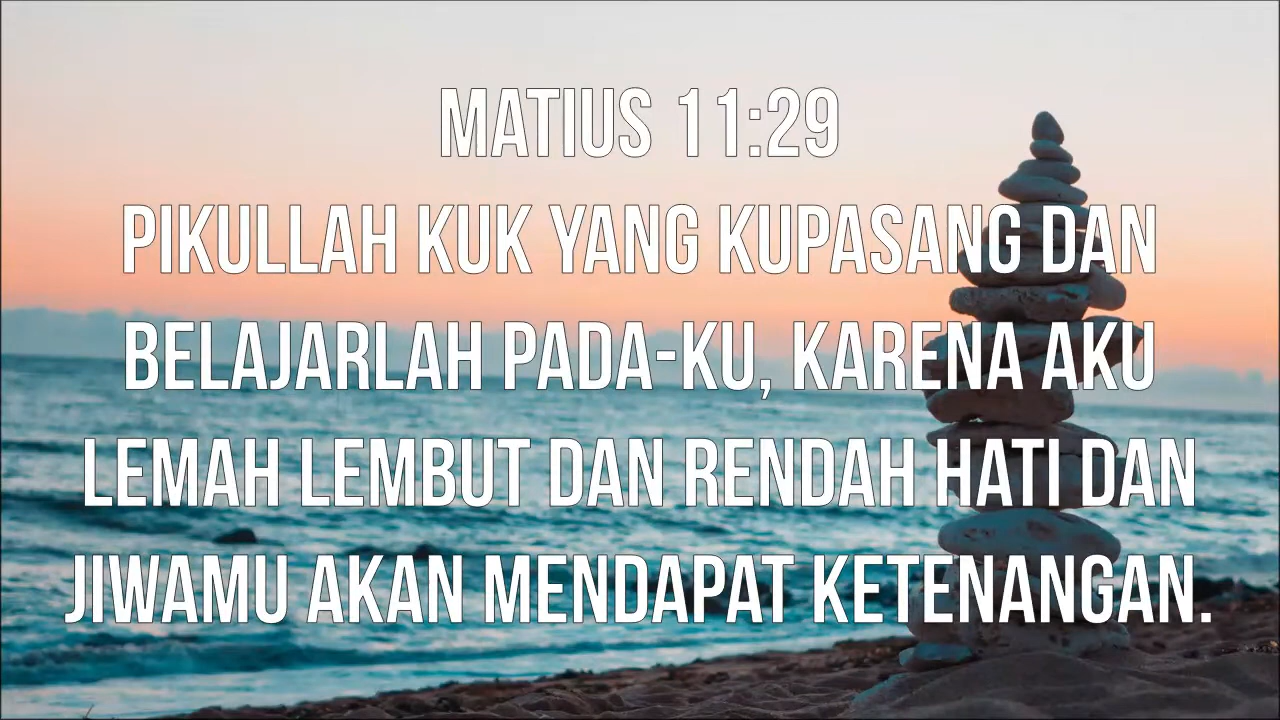 MATIUS 11:29
PIKULLAH KUK YANG KUPASANG DAN
BELAJARLAH PADA-KU, KARENA AKU
LEMAH LEMBUT DAN RENDAH HATI DAN
JIWAMU AKAN MENDAPAT KETENANGAN.